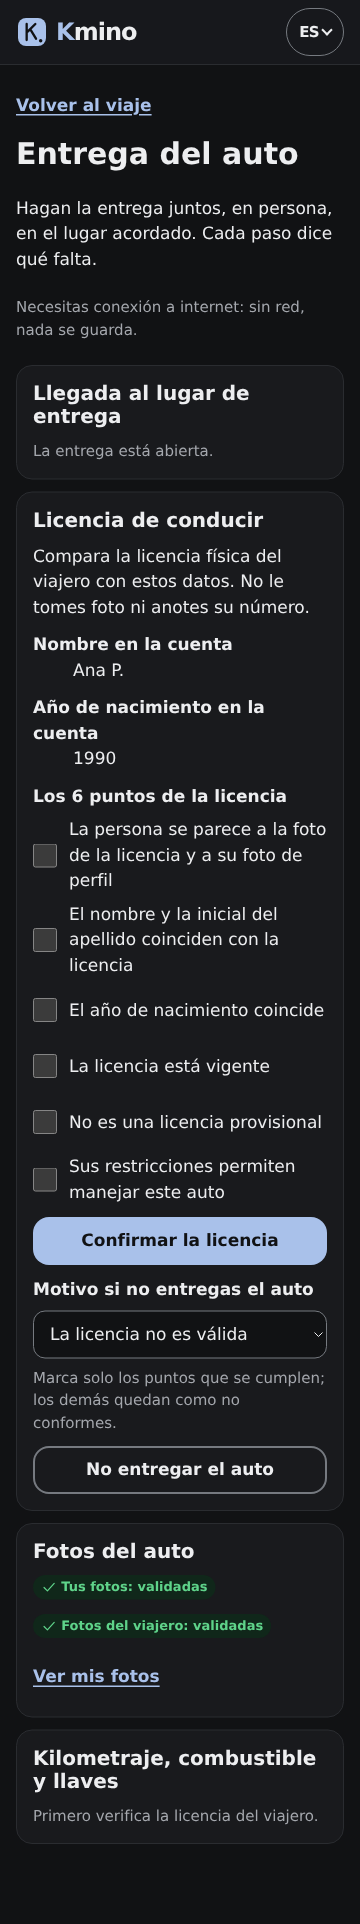 K. Kmino
ES
Volver al viaje
Entrega del auto
Hagan la entrega juntos, en persona,
en el lugar acordado. Cada paso dice
qué falta.
Necesitas conexión a internet: sin red,
nada se guarda.
Llegada al lugar de
entrega
La entrega está abierta.
Licencia de conducir
Compara la licencia física del
viajero con estos datos. No le
tomes foto ni anotes su número.
Nombre en la cuenta
Ana P.
Año de nacimiento en la
cuenta
1990
Los 6 puntos de la licencia
La persona se parece a la foto
de la licencia y a su foto de
perfil
El nombre y la inicial del
apellido coinciden con la
licencia
El año de nacimiento coincide
La licencia está vigente
No es una licencia provisional
Sus restricciones permiten
manejar este auto
Confirmar la licencia
Motivo si no entregas el auto
La licencia no es válida
Marca solo los puntos que se cumplen;
los demás quedan como no
conformes.
No entregar el auto
Fotos del auto
Tus fotos: validadas
Fotos del viajero: validadas
Ver mis fotos
Kilometraje, combustible
y llaves
Primero verifica la licencia del viajero.